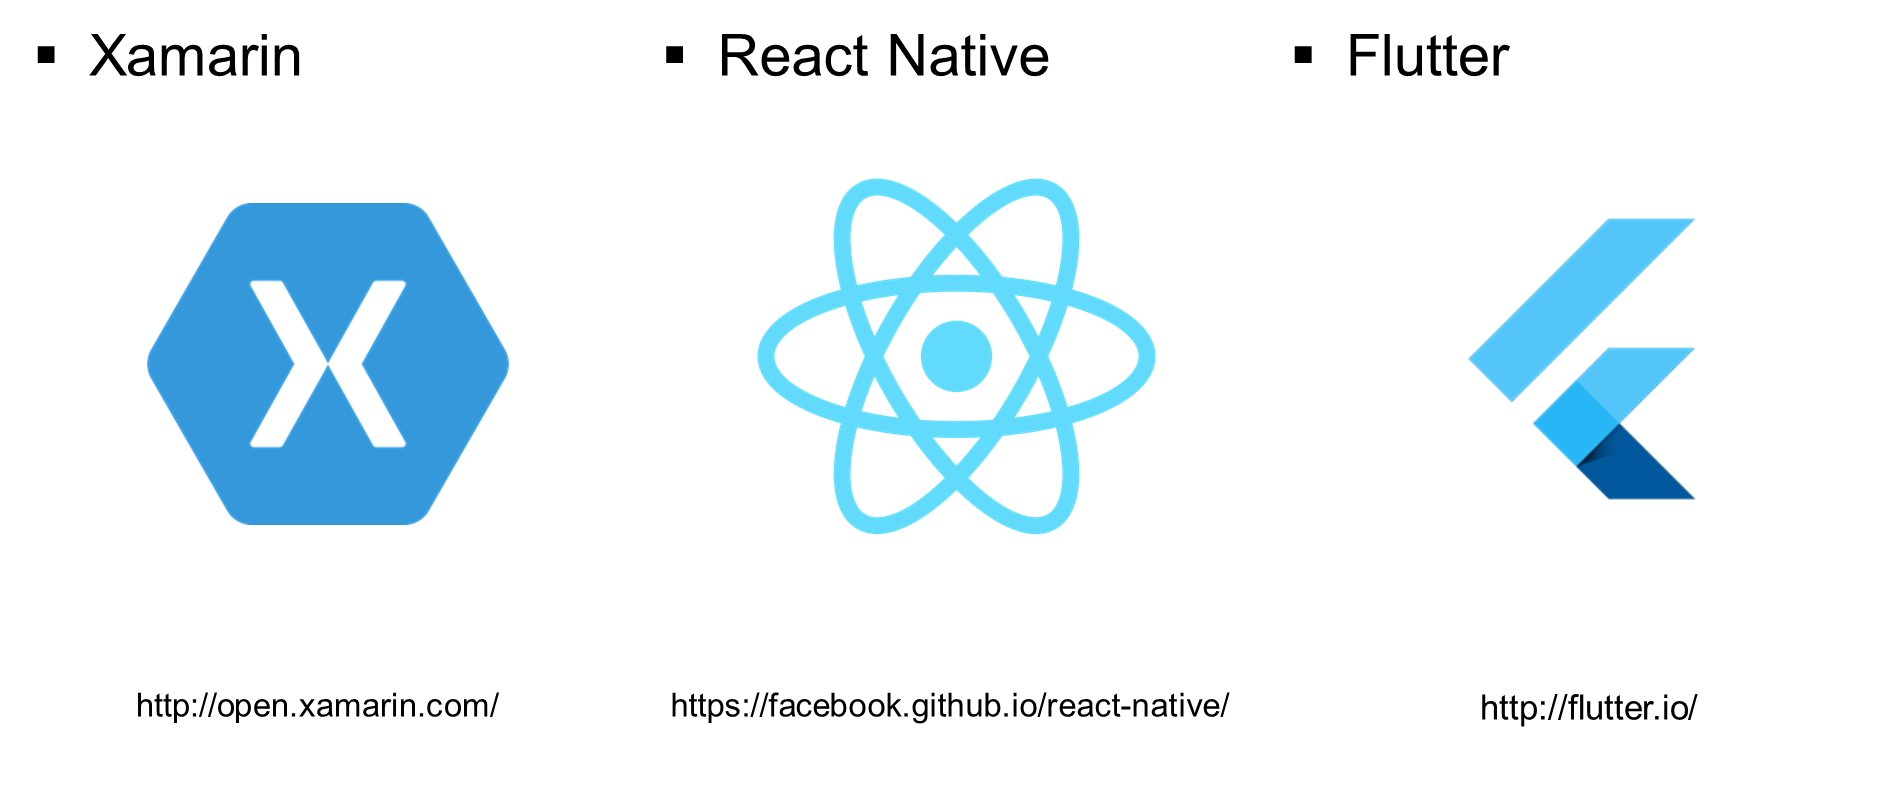 ▪ Xamarin
▪ React Native
▪ Flutter
X
http://open.xamarin.com/
https://facebook.github.io/react-native/
http://flutter.io/